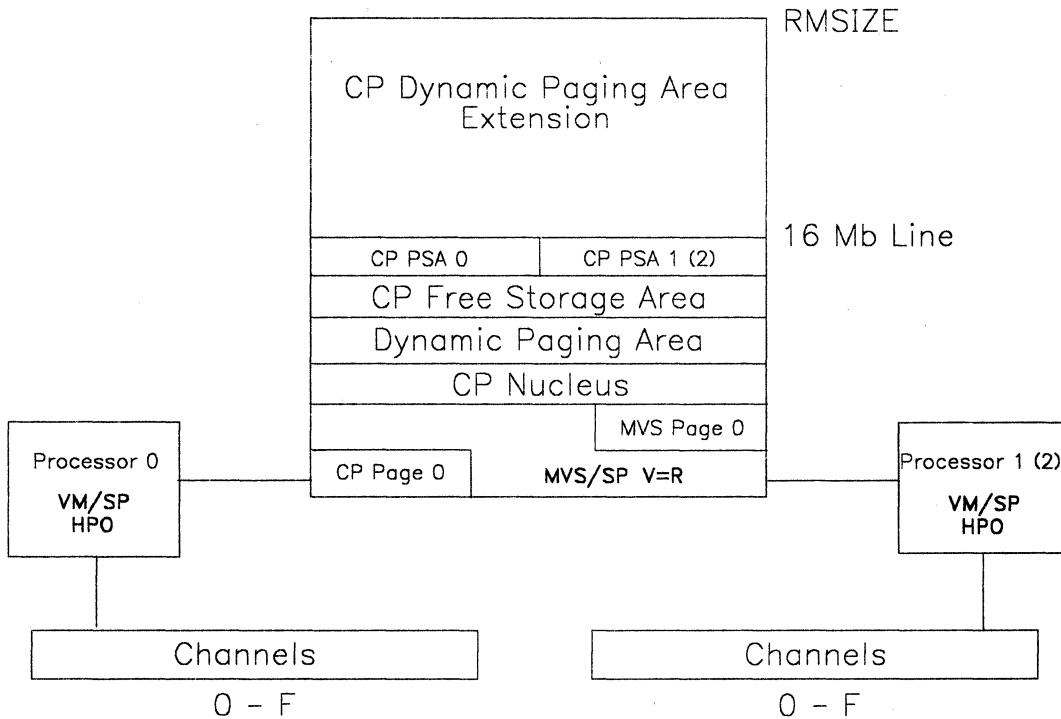 RMSIZE
CP Dynamic Paging Area
Extension
16 Mb Line
CP PSA 0
CP PSA 1 (2)
CP Free Storage Area
Dynamic Paging Area
CP Nucleus
MVS Page 0
CP Page 0
MVS/SP V=R
Processor 0
VM/SP
HPO
Processor 1 (2)
VM/SP
HPO
Channels
0 - F
Channels
0 - F